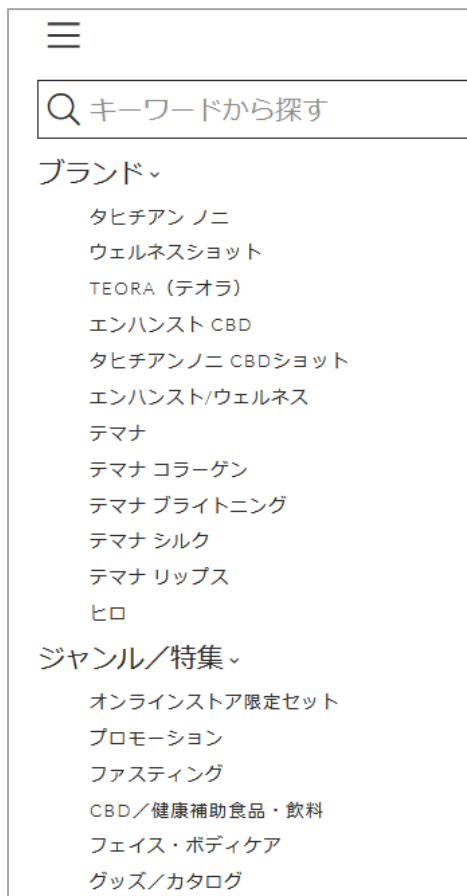 キーワードから探す
ブランド
タヒチアン ノニ
ウェルネスショット
TEORA（テオラ）
エンハンスト CBD
タヒチアンノニ CBDショット
エンハンスト/ウェルネス
テマナ
テマナ コラーゲン
テマナ ブライトニング
テマナ シルク
テマナ リップス
ヒロ
ジャンル／特集
オンラインストア限定セット
プロモーション
ファスティング
CBD／健康補助食品・飲料
フェイス・ボディケア
グッズ／カタログ